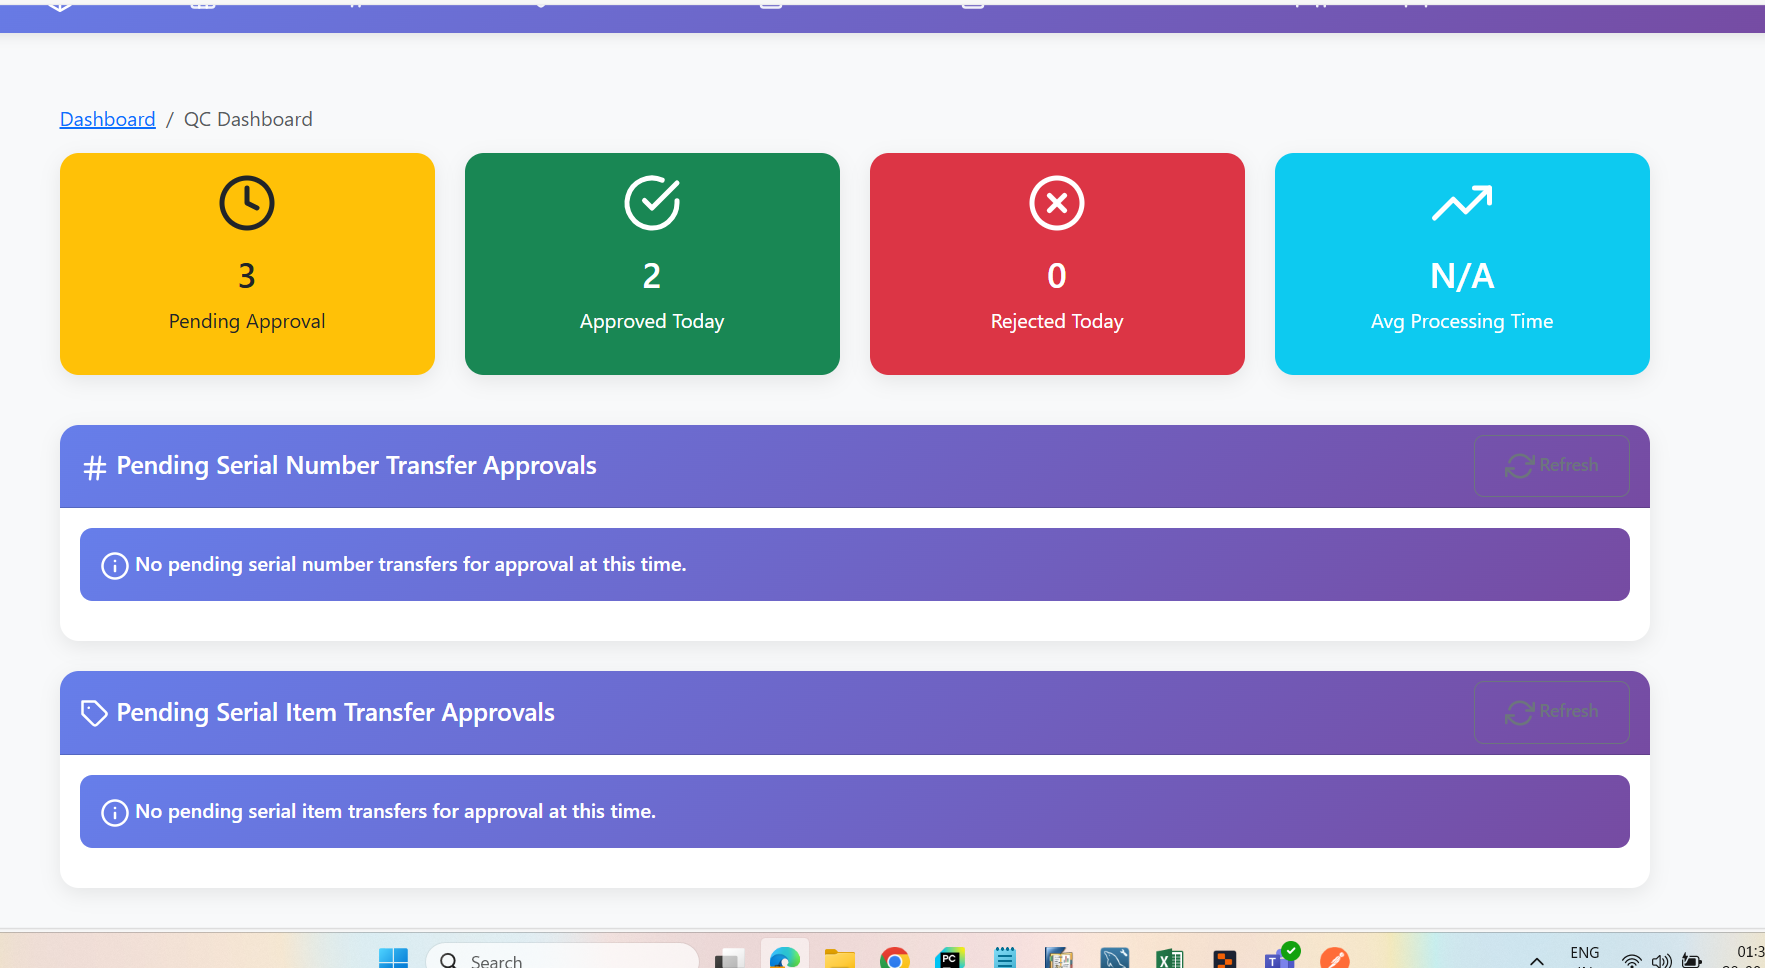 Dashboard / QC Dashboard
3
Pending Approval
2
Approved Today
0
Rejected Today
N/A
Avg Processing Time
Pending Serial Number Transfer Approvals
Refresh
No pending serial number transfers for approval at this time.
Pending Serial Item Transfer Approvals
Refresh
No pending serial item transfers for approval at this time.
Search
PC
T
X
ENG
01:3